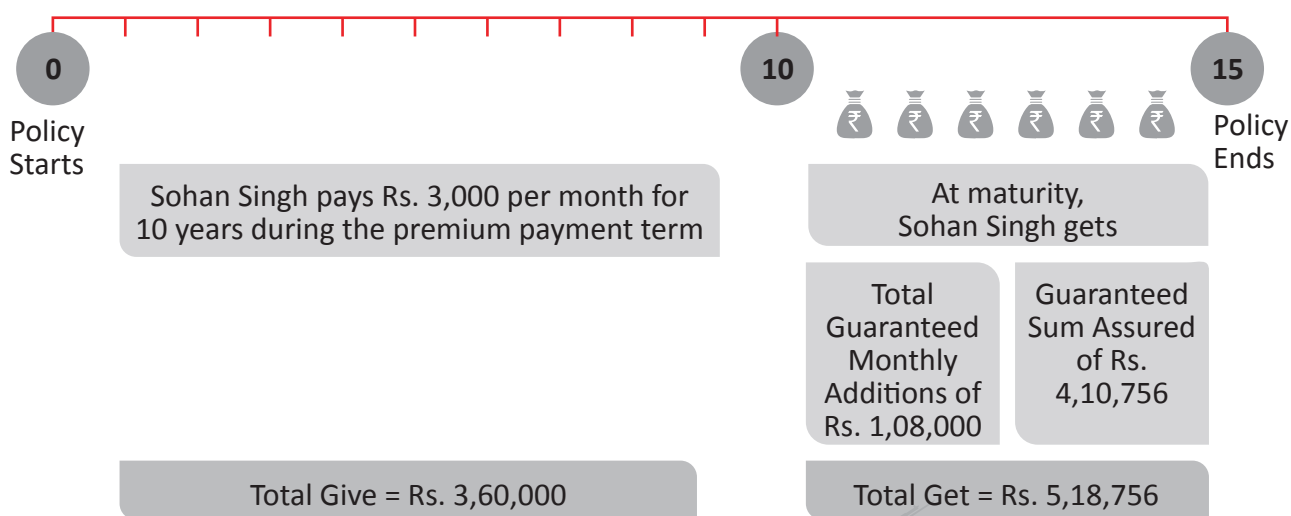 0
10
15
Policy
Starts
₹ ₹ ₹ ₹ ₹ ₹
Policy
Ends
Sohan Singh pays Rs. 3,000 per month for
10 years during the premium payment term
At maturity,
Sohan Singh gets
Total
Guaranteed
Monthly
Additions of
Rs. 1,08,000
Guaranteed
Sum Assured
of Rs.
4,10,756
Total Give = Rs. 3,60,000
Total Get = Rs. 5,18,756